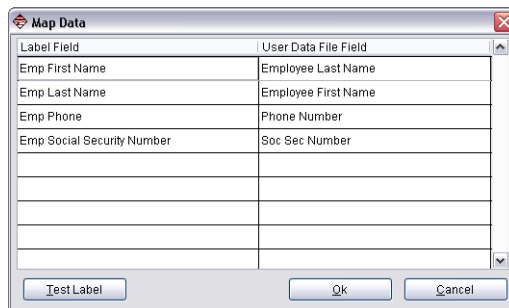 Map Data
Label Field User Data File Field
Emp First Name Employee Last Name
Emp Last Name Employee First Name
Emp Phone Phone Number
Emp Social Security Number Soc Sec Number
Test Label Ok Cancel